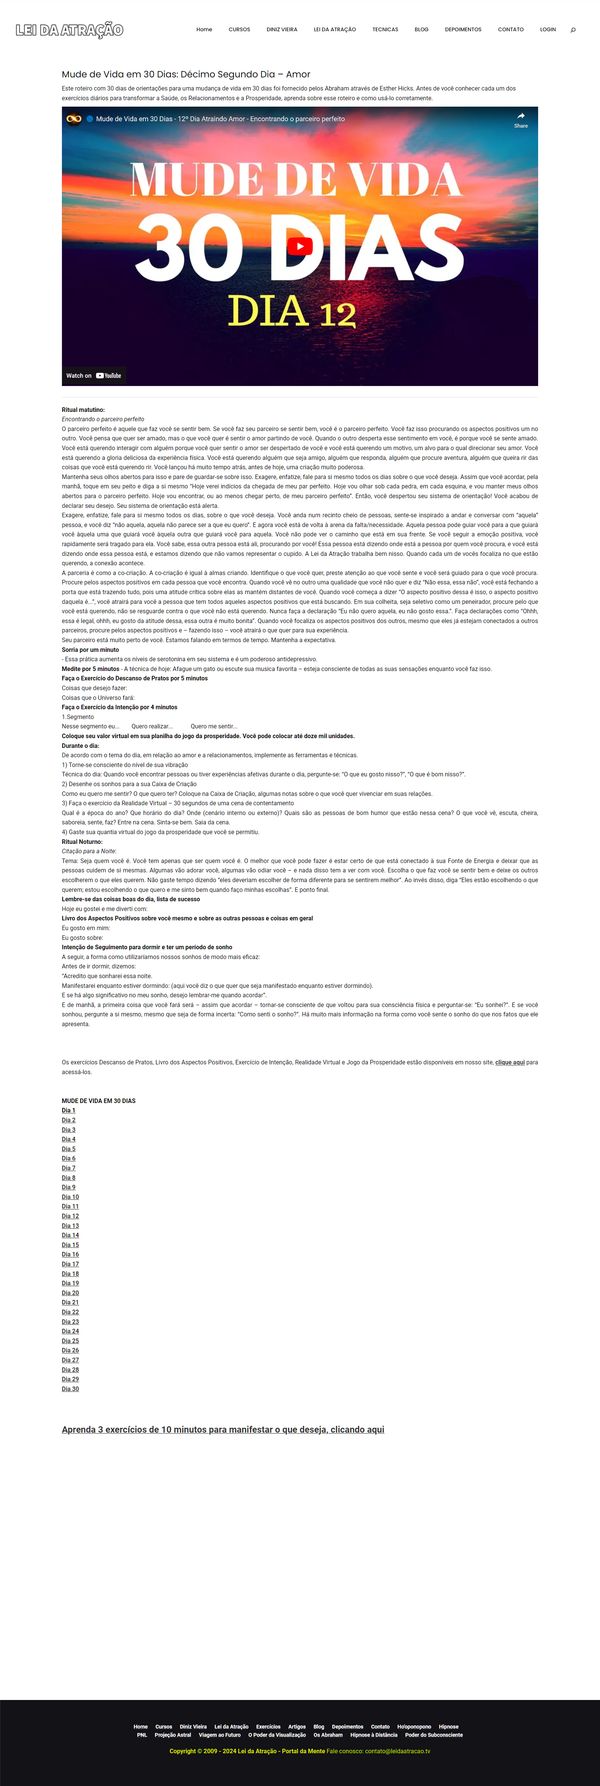 LEI DA ATRAÇÃO
Home CURSOS DINIZ VIEIRA LEI DA ATRAÇÃO TECNICAS BLOG DEPOIMENTOS CONTATO LOGIN
Mude de Vida em 30 Dias: Décimo Segundo Dia – Amor
Este roteiro com 30 dias de orientações para uma mudança de vida em 30 dias foi fornecido pelos Abraham através de Esther Hicks. Antes de você conhecer cada um dos
exercícios diários para transformar a Saúde, os Relacionamentos e a Prosperidade, aprenda sobre esse roteiro e como usá-lo corretamente.
Mude de Vida em 30 Dias - 12º Dia Atraindo Amor - Encontrando o parceiro perfeito
Share
MUDE DE VIDA
30 DIAS
DIA 12
Watch on YouTube
Ritual matutino:
Encontrando o parceiro perfeito
O parceiro perfeito é aquele que faz você se sentir bem. Se você faz seu parceiro se sentir bem, você é o parceiro perfeito. Você faz isso procurando os aspectos positivos um no
outro. Você pensa que quer ser amado, mas o que você quer é sentir o amor partindo de você. Quando o outro desperta esse sentimento em você, é porque você se sente amado.
Você está querendo interagir com alguém porque você quer sentir o amor ser despertado de você e você está querendo um motivo, um alvo para o qual direcionar seu amor. Você
está querendo a gloria deliciosa da experiência física. Você está querendo alguém que seja amigo, alguém que responda, alguém que procure aventura, alguém que queira rir das
coisas que você está querendo rir. Você lançou há muito tempo atrás, antes de hoje, uma criação muito poderosa.
Mantenha seus olhos abertos para isso e pare de guardar-se sobre isso. Exagere, enfatize, fale para si mesmo todos os dias sobre o que você deseja. Assim que você acordar, pela
manhã, toque em seu peito e diga a si mesmo "Hoje verei indícios da chegada de meu par perfeito. Hoje vou olhar sob cada pedra, em cada esquina, e vou manter meus olhos
abertos para o parceiro perfeito. Hoje vou encontrar, ou ao menos chegar perto, de meu parceiro perfeito". Então, você despertou seu sistema de orientação! Você acabou de
declarar seu desejo. Seu sistema de orientação está alerta.
Exagere, enfatize, fale para si mesmo todos os dias, sobre o que você deseja. Você anda num recinto cheio de pessoas, sente-se inspirado a andar e conversar com "aquela"
pessoa, e você diz "não aquela, aquela não parece ser a que eu quero". E agora você está de volta à arena da falta/necessidade. Aquela pessoa pode guiar você para a que guiará
você àquela uma que guiará você àquela outra que guiará você para aquela. Você não pode ver o caminho que está em sua frente. Se você seguir a emoção positiva, você
rapidamente será tragado para ela. Você sabe, essa outra pessoa está ali, procurando por você! Essa pessoa está dizendo onde está a pessoa por quem você procura, e você está
dizendo onde essa pessoa está, e estamos dizendo que não vamos representar o cupido. A Lei da Atração trabalha bem nisso. Quando cada um de vocês focaliza no que estão
querendo, a conexão acontece.
A parceria é como a co-criação. A co-criação é igual à almas criando. Identifique o que você quer, preste atenção ao que você sente e você será guiado para o que você procura.
Procure pelos aspectos positivos em cada pessoa que você encontra. Quando você vê no outro uma qualidade que você não quer e diz "Não essa, essa não", você está fechando a
porta que está trazendo tudo, pois uma atitude crítica sobre elas as mantém distantes de você. Quando você começa a dizer "O aspecto positivo dessa é isso, o aspecto positivo
daquela é...", você atrairá para você a pessoa que tem todos aqueles aspectos positivos que está buscando. Em sua colheita, seja seletivo como um peneirador, procure pelo que
você está querendo, não se resguarde contra o que você não está querendo. Nunca faça a declaração "Eu não quero aquela, eu não gosto essa.". Faça declarações como "Ohhh,
essa é legal, ohhh, eu gosto da atitude dessa, essa outra é muito bonita". Quando você focaliza os aspectos positivos dos outros, mesmo que eles já estejam conectados a outros
parceiros, procure pelos aspectos positivos e – fazendo isso – você atrairá o que quer para sua experiência.
Seu parceiro está muito perto de você. Estamos falando em termos de tempo. Mantenha a expectativa.
Sorria por um minuto
- Essa prática aumenta os níveis de serotonina em seu sistema e é um poderoso antidepressivo.
Medite por 5 minutos - A técnica de hoje: Afague um gato ou escute sua musica favorita – esteja consciente de todas as suas sensações enquanto você faz isso.
Faça o Exercício do Descanso de Pratos por 5 minutos
Coisas que desejo fazer:
Coisas que o Universo fará:
Faça o Exercício da Intenção por 4 minutos
1.Segmento
Nesse segmento eu... Quero realizar... Quero me sentir...
Coloque seu valor virtual em sua planilha do jogo da prosperidade. Você pode colocar até doze mil unidades.
Durante o dia:
De acordo com o tema do dia, em relação ao amor e a relacionamentos, implemente as ferramentas e técnicas.
1) Torne-se consciente do nível de sua vibração
Técnica do dia: Quando você encontrar pessoas ou tiver experiências afetivas durante o dia, pergunte-se: "O que eu gosto nisso?", "O que é bom nisso?".
2) Desenhe os sonhos para a sua Caixa de Criação
Como eu quero me sentir? O que quero ter? Coloque na Caixa de Criação, algumas notas sobre o que você quer vivenciar em suas relações.
3) Faça o exercício da Realidade Virtual – 30 segundos de uma cena de contentamento
Qual é a época do ano? Que horário do dia? Onde (cenário interno ou externo)? Quais são as pessoas de bom humor que estão nessa cena? O que você vê, escuta, cheira,
saboreia, sente, faz? Entre na cena. Sinta-se bem. Saia da cena.
4) Gaste sua quantia virtual do jogo da prosperidade que você se permitiu.
Ritual Noturno:
Citação para a Noite:
Tema: Seja quem você é. Você tem apenas que ser quem você é. O melhor que você pode fazer é estar certo de que está conectado à sua Fonte de Energia e deixar que as
pessoas cuidem de si mesmas. Algumas vão adorar você, algumas vão odiar você – e nada disso tem a ver com você. Escolha o que faz você se sentir bem e deixe os outros
escolherem o que eles querem. Não gaste tempo dizendo "eles deveriam escolher de forma diferente para se sentirem melhor". Ao invés disso, diga "Eles estão escolhendo o que
querem; estou escolhendo o que quero e me sinto bem quando faço minhas escolhas". E ponto final.
Lembre-se das coisas boas do dia, lista de sucesso
Hoje eu gostei e me diverti com:
Livro dos Aspectos Positivos sobre você mesmo e sobre as outras pessoas e coisas em geral
Eu gosto em mim:
Eu gosto sobre:
Intenção de Seguimento para dormir e ter um período de sonho
A seguir, a forma como utilizaríamos nossos sonhos de modo mais eficaz:
Antes de ir dormir, dizemos:
"Acredito que sonharei essa noite.
Manifestarei enquanto estiver dormindo: (aqui você diz o que quer que seja manifestado enquanto estiver dormindo).
E se há algo significativo no meu sonho, desejo lembrar-me quando acordar".
E de manhã, a primeira coisa que você fará será – assim que acordar – tornar-se consciente de que voltou para sua consciência física e perguntar-se: "Eu sonhei?". E se você
sonhou, pergunte a si mesmo, mesmo que seja de forma incerta: "Como senti o sonho?". Há muito mais informação na forma como você sente o sonho do que nos fatos que ele
apresenta.
Os exercícios Descanso de Pratos, Livro dos Aspectos Positivos, Exercício de Intenção, Realidade Virtual e Jogo da Prosperidade estão disponíveis em nosso site, clique aqui para
acessá-los.
MUDE DE VIDA EM 30 DIAS
Dia 1
Dia 2
Dia 3
Dia 4
Dia 5
Dia 6
Dia 7
Dia 8
Dia 9
Dia 10
Dia 11
Dia 12
Dia 13
Dia 14
Dia 15
Dia 16
Dia 17
Dia 18
Dia 19
Dia 20
Dia 21
Dia 22
Dia 23
Dia 24
Dia 25
Dia 26
Dia 27
Dia 28
Dia 29
Dia 30
Aprenda 3 exercícios de 10 minutos para manifestar o que deseja, clicando aqui
Home Cursos Diniz Vieira Lei da Atração Exercícios Artigos Blog Depoimentos Contato Ho'oponopono Hipnose
PNL Projeção Astral Viagem ao Futuro O Poder da Visualização Os Abraham Hipnose à Distância Poder do Subconsciente
Copyright © 2009 - 2024 Lei da Atração - Portal da Mente Fale conosco: contato@leidaatracao.tv